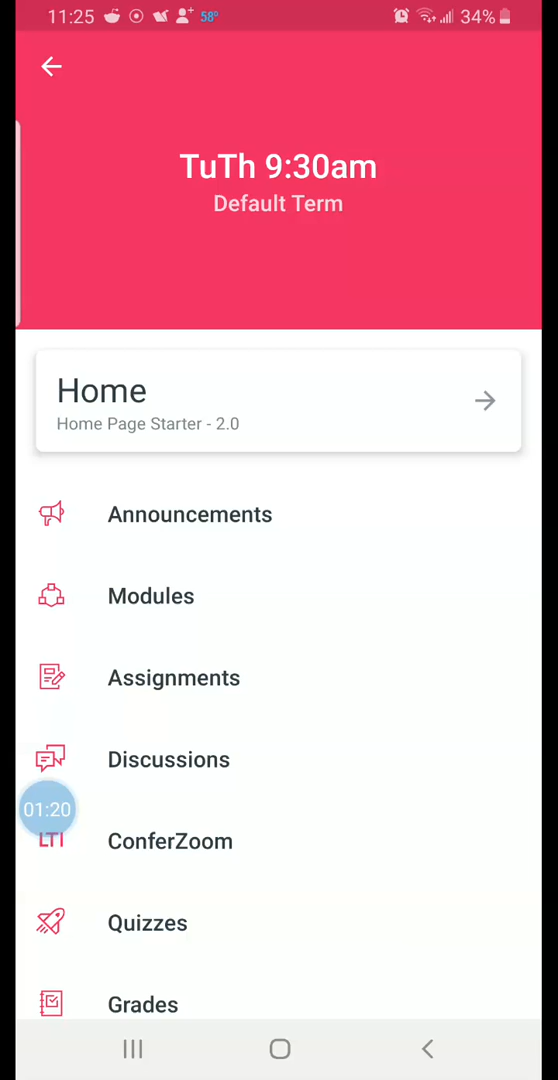 11:25 58° 34%
TuTh 9:30am
Default Term
Home
Home Page Starter - 2.0
Announcements
Modules
Assignments
Discussions
01:20
LTI ConferZoom
Quizzes
Grades